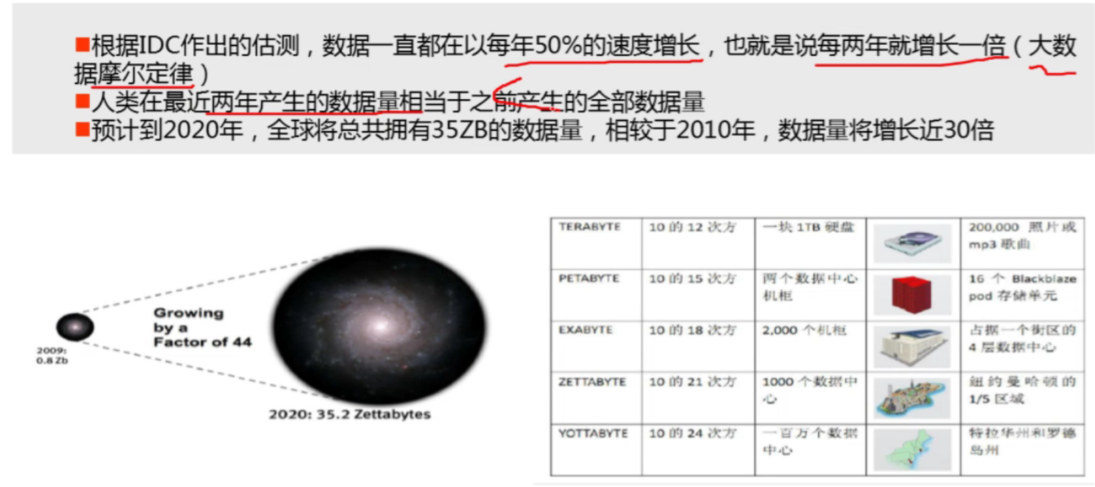 ■根据IDC作出的估测，数据一直都在以每年50%的速度增长，也就是说每两年就增长一倍（大数
据摩尔定律）
■人类在最近两年产生的数据量相当于之前产生的全部数据量
■预计到2020年，全球将总共拥有35ZB的数据量，相较于2010年，数据量将增长近30倍
Growing
by a
Factor of 44
2009:
0.8 Zb
2020: 35.2 Zettabytes
TERABYTE 10 的 12 次方 一块 1TB 硬盘 200,000 照片或
mp3 歌曲
PETABYTE 10 的 15 次方 两个数据中心 16 个 Blackblaze
机柜 pod 存储单元
EXABYTE 10 的 18 次方 2,000 个机柜 占据一个街区的
4 层数据中心
ZETTABYTE 10 的 21 次方 1000 个数据中 纽约曼哈顿的
心 1/5 区域
YOTTABYTE 10 的 24 次方 一百万个数据 特拉华州和罗德
中心 岛州